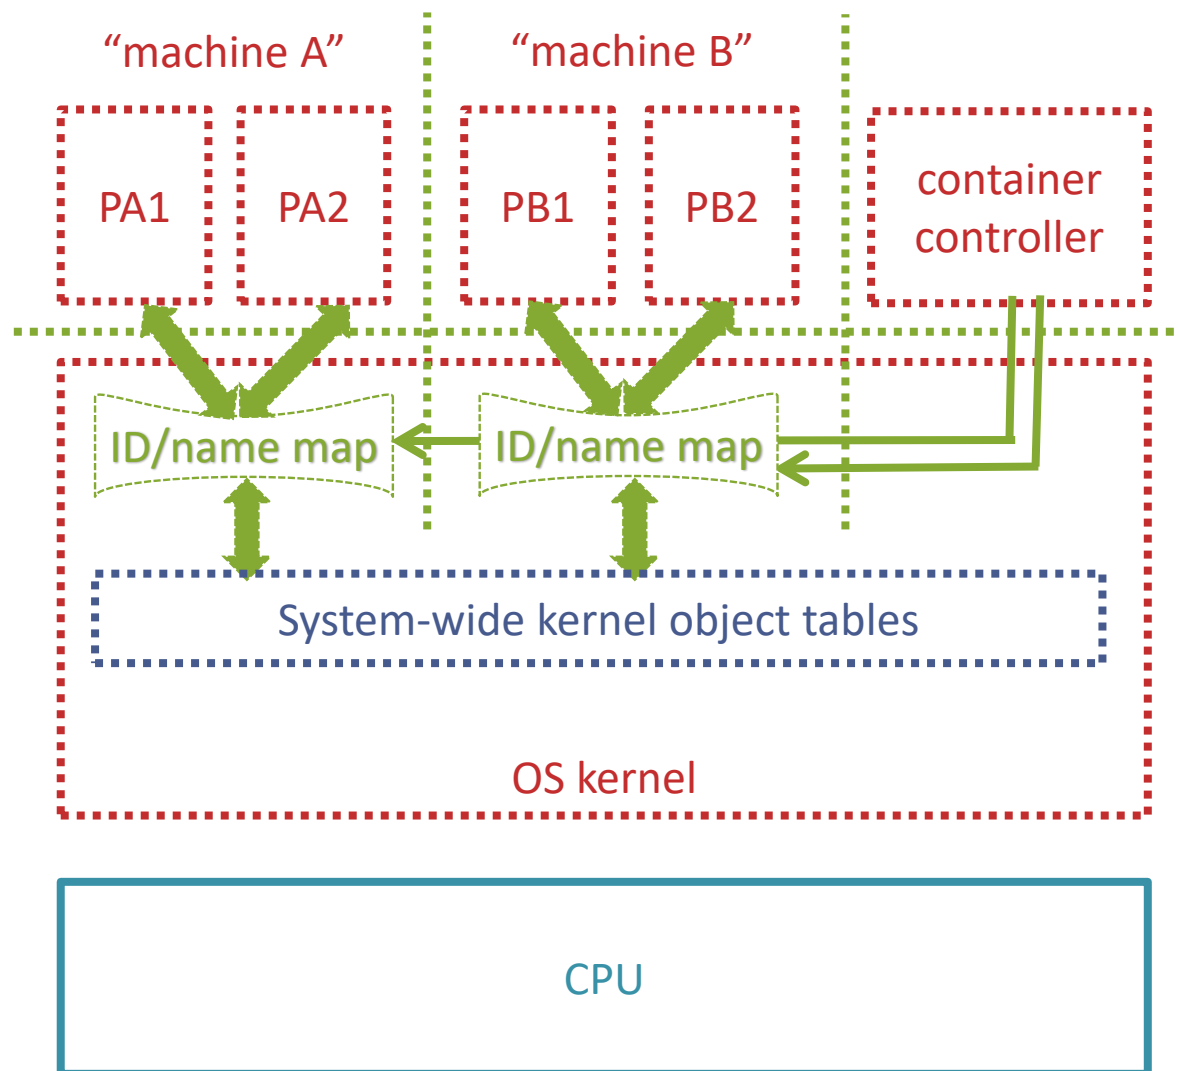 “machine A”
“machine B”
PA1
PA2
PB1
PB2
container
controller
ID/name map
ID/name map
System-wide kernel object tables
OS kernel
CPU